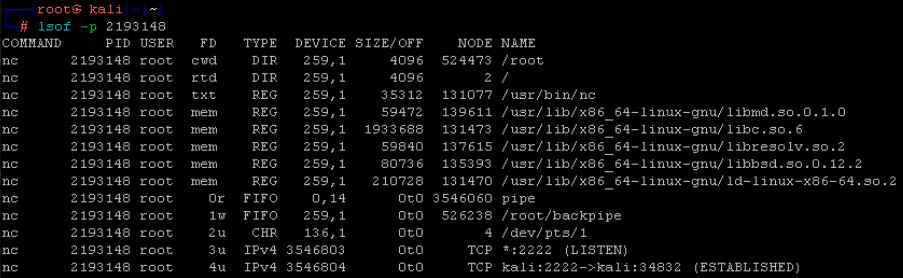 (root㉿kali)-[~]
# lsof -p 2193148
COMMAND PID USER FD TYPE DEVICE SIZE/OFF NODE NAME
nc 2193148 root cwd DIR 259,1 4096 524473 /root
nc 2193148 root rtd DIR 259,1 4096 2 /
nc 2193148 root txt REG 259,1 35312 131077 /usr/bin/nc
nc 2193148 root mem REG 259,1 59472 139611 /usr/lib/x86_64-linux-gnu/libmd.so.0.1.0
nc 2193148 root mem REG 259,1 1933688 131473 /usr/lib/x86_64-linux-gnu/libc.so.6
nc 2193148 root mem REG 259,1 59840 137615 /usr/lib/x86_64-linux-gnu/libresolv.so.2
nc 2193148 root mem REG 259,1 80736 135393 /usr/lib/x86_64-linux-gnu/libbsd.so.0.12.2
nc 2193148 root mem REG 259,1 210728 131470 /usr/lib/x86_64-linux-gnu/ld-linux-x86-64.so.2
nc 2193148 root 0r FIFO 0,14 0t0 3546060 pipe
nc 2193148 root 1w FIFO 259,1 0t0 526238 /root/backpipe
nc 2193148 root 2u CHR 136,1 0t0 4 /dev/pts/1
nc 2193148 root 3u IPv4 3546803 0t0 TCP *:2222 (LISTEN)
nc 2193148 root 4u IPv4 3546804 0t0 TCP kali:2222->kali:34832 (ESTABLISHED)